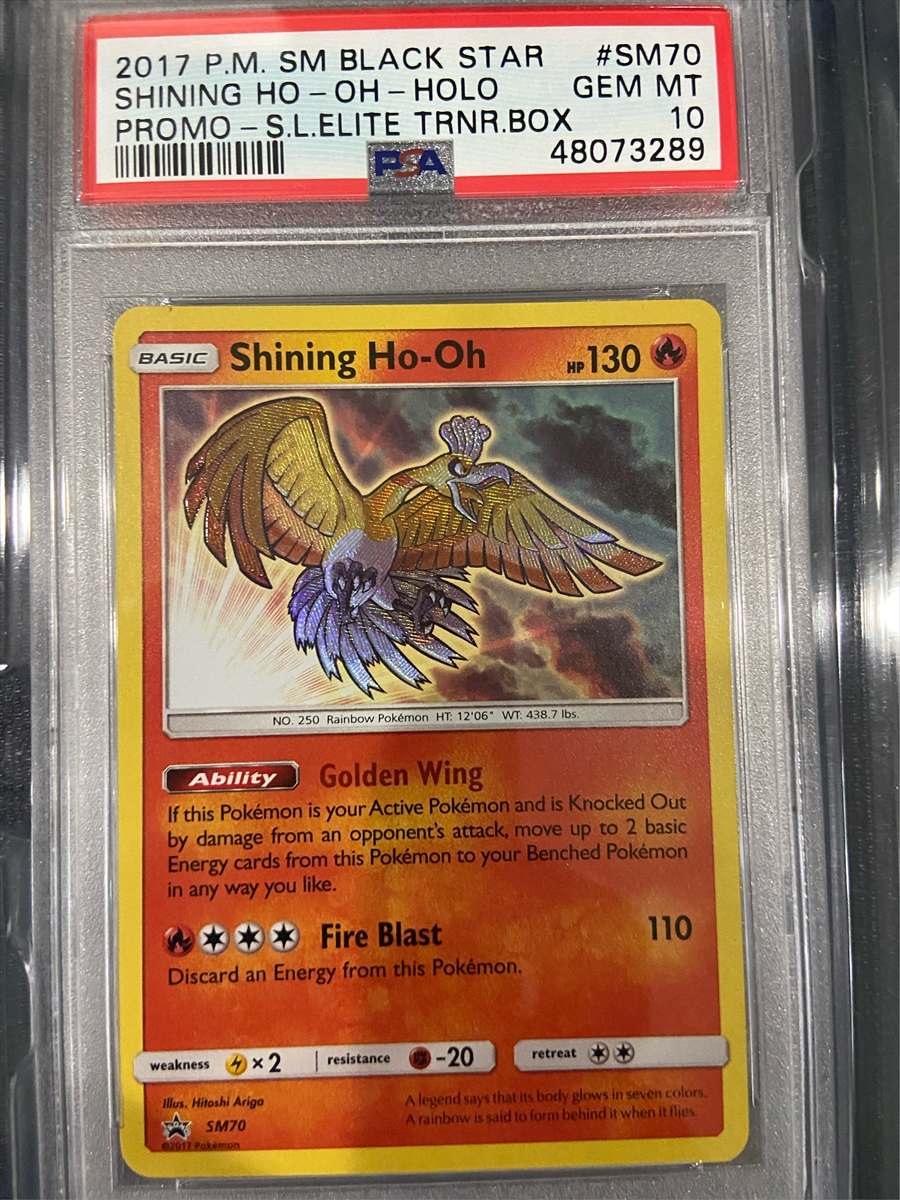 2017 P.M. SM BLACK STAR #SM70
SHINING HO-OH-HOLO GEM MT
PROMO-S.L.ELITE TRNR.BOX 10
PSA 48073289
BASIC Shining Ho-Oh HP 130
NO. 250 Rainbow Pokémon HT: 12'06" WT: 438.7 lbs.
Ability Golden Wing
If this Pokémon is your Active Pokémon and is Knocked Out
by damage from an opponent's attack, move up to 2 basic
Energy cards from this Pokémon to your Benched Pokémon
in any way you like.
Fire Blast 110
Discard an Energy from this Pokémon.
weakness ×2 resistance -20 retreat
Illus. Hitoshi Ariga
SM70
©2017 Pokémon
A legend says that its body glows in seven colors.
A rainbow is said to form behind it when it flies.